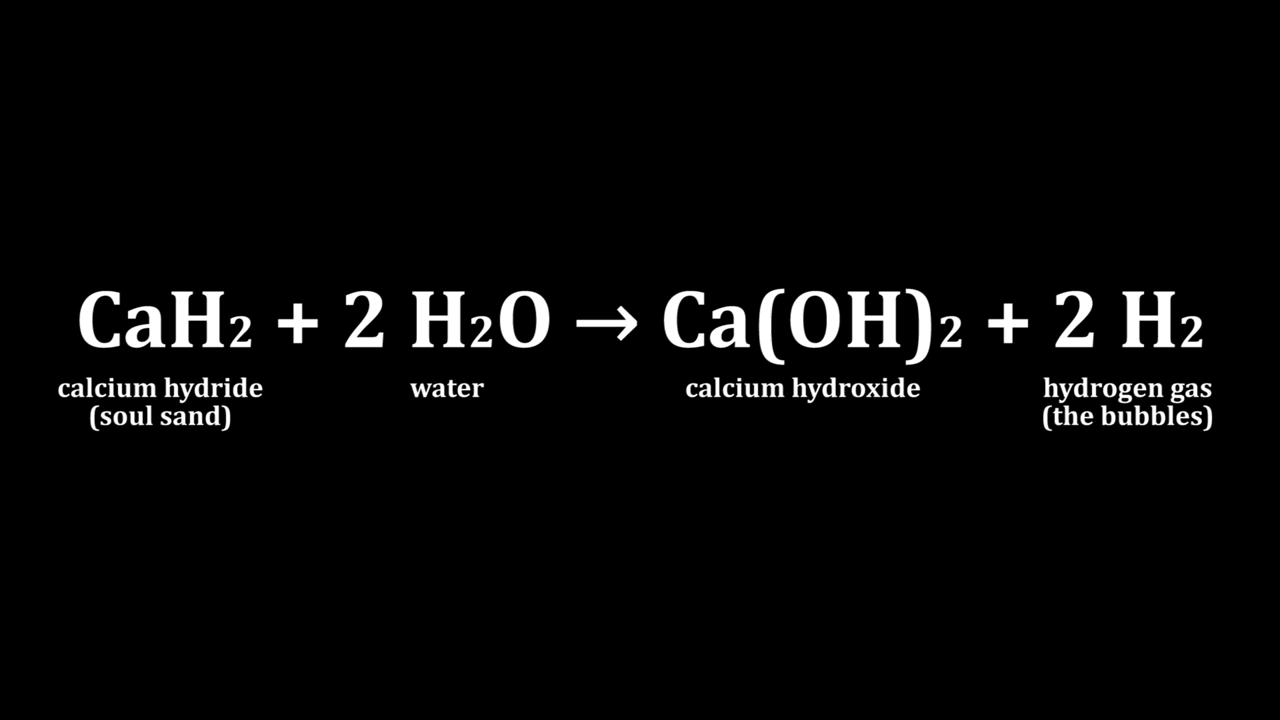 CaH₂ + 2 H₂O → Ca(OH)₂ + 2 H₂
calcium hydride water calcium hydroxide hydrogen gas
(soul sand) (the bubbles)